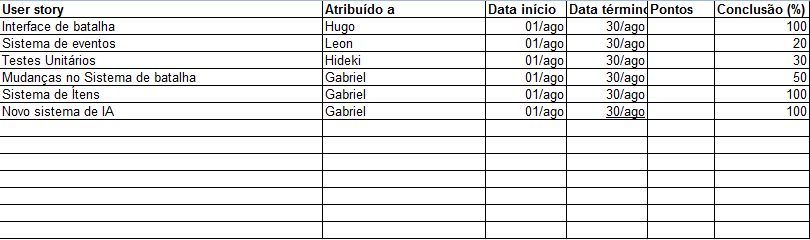 User story Atribuído a Data início Data términc Pontos Conclusão (%)
Interface de batalha Hugo 01/ago 30/ago 100
Sistema de eventos Leon 01/ago 30/ago 20
Testes Unitários Hideki 01/ago 30/ago 30
Mudanças no Sistema de batalha Gabriel 01/ago 30/ago 50
Sistema de Ítens Gabriel 01/ago 30/ago 100
Novo sistema de IA Gabriel 01/ago 30/ago 100